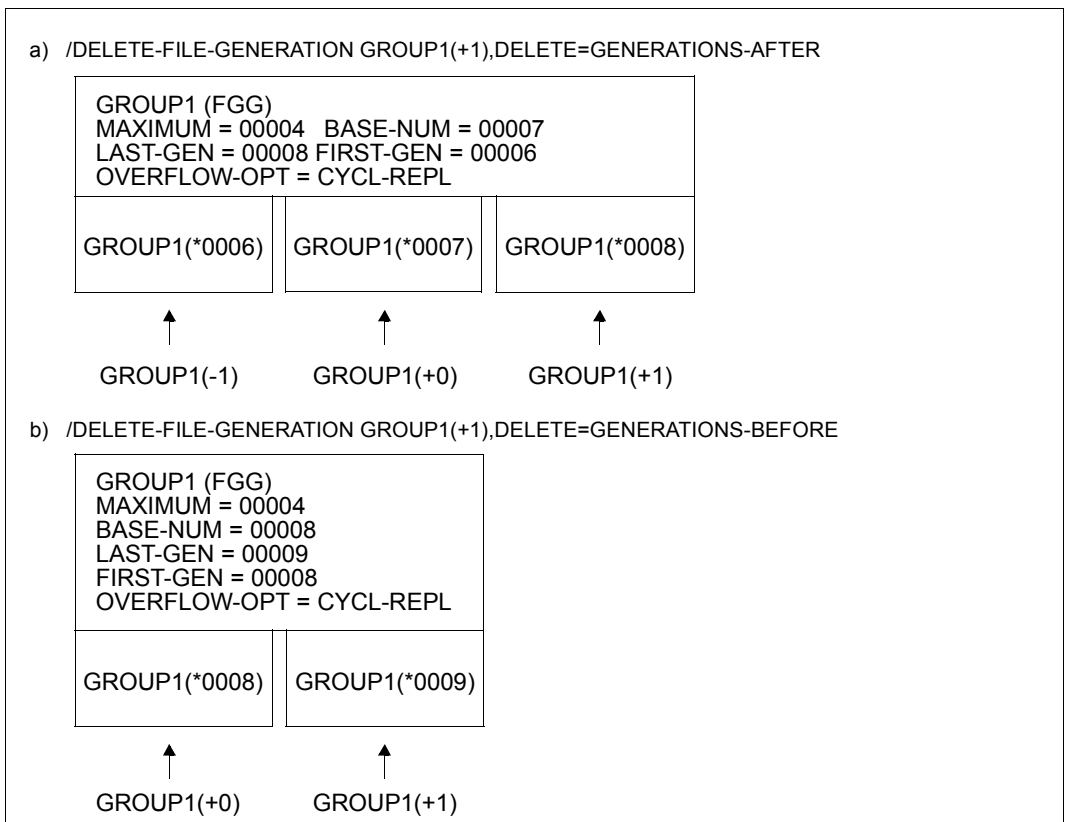 a) /DELETE-FILE-GENERATION GROUP1(+1),DELETE=GENERATIONS-AFTER
GROUP1 (FGG)
MAXIMUM = 00004 BASE-NUM = 00007
LAST-GEN = 00008 FIRST-GEN = 00006
OVERFLOW-OPT = CYCL-REPL
GROUP1(*0006) GROUP1(*0007) GROUP1(*0008)
GROUP1(-1) GROUP1(+0) GROUP1(+1)
b) /DELETE-FILE-GENERATION GROUP1(+1),DELETE=GENERATIONS-BEFORE
GROUP1 (FGG)
MAXIMUM = 00004
BASE-NUM = 00008
LAST-GEN = 00009
FIRST-GEN = 00008
OVERFLOW-OPT = CYCL-REPL
GROUP1(*0008) GROUP1(*0009)
GROUP1(+0) GROUP1(+1)